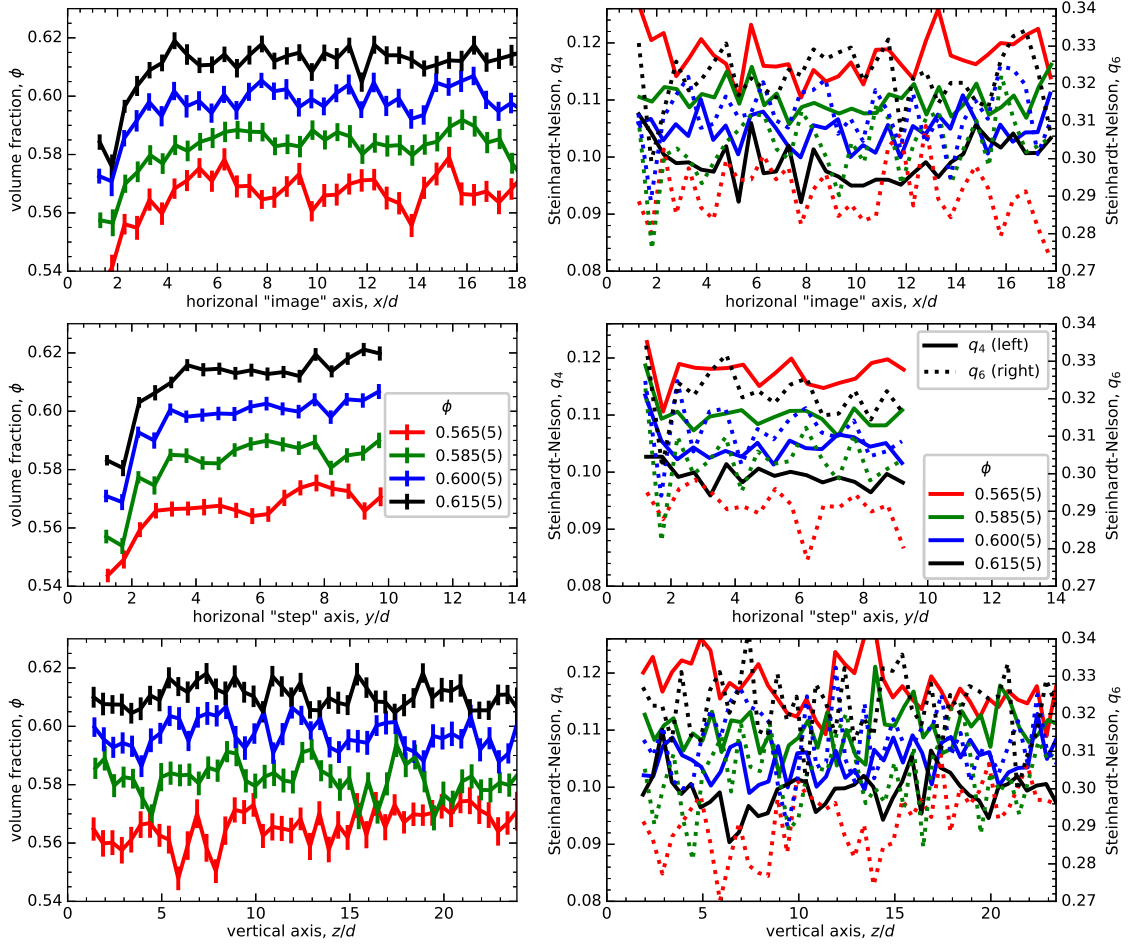 0.62
0.60
0.58
0.56
0.54
volume fraction, ϕ
0 2 4 6 8 10 12 14 16 18
horizonal "image" axis, x/d
0.12
0.11
0.10
0.09
0.08
Steinhardt-Nelson, q4
0.34
0.33
0.32
0.31
0.30
0.29
0.28
0.27
Steinhardt-Nelson, q6
0 2 4 6 8 10 12 14 16 18
horizonal "image" axis, x/d
0.62
0.60
0.58
0.56
0.54
volume fraction, ϕ
ϕ
0.565(5)
0.585(5)
0.600(5)
0.615(5)
0 2 4 6 8 10 12 14
horizonal "step" axis, y/d
0.12
0.11
0.10
0.09
0.08
Steinhardt-Nelson, q4
q4 (left)
q6 (right)
ϕ
0.565(5)
0.585(5)
0.600(5)
0.615(5)
0.34
0.33
0.32
0.31
0.30
0.29
0.28
0.27
Steinhardt-Nelson, q6
0 2 4 6 8 10 12 14
horizonal "step" axis, y/d
0.62
0.60
0.58
0.56
0.54
volume fraction, ϕ
0 5 10 15 20
vertical axis, z/d
0.12
0.11
0.10
0.09
0.08
Steinhardt-Nelson, q4
0.34
0.33
0.32
0.31
0.30
0.29
0.28
0.27
Steinhardt-Nelson, q6
0 5 10 15 20
vertical axis, z/d